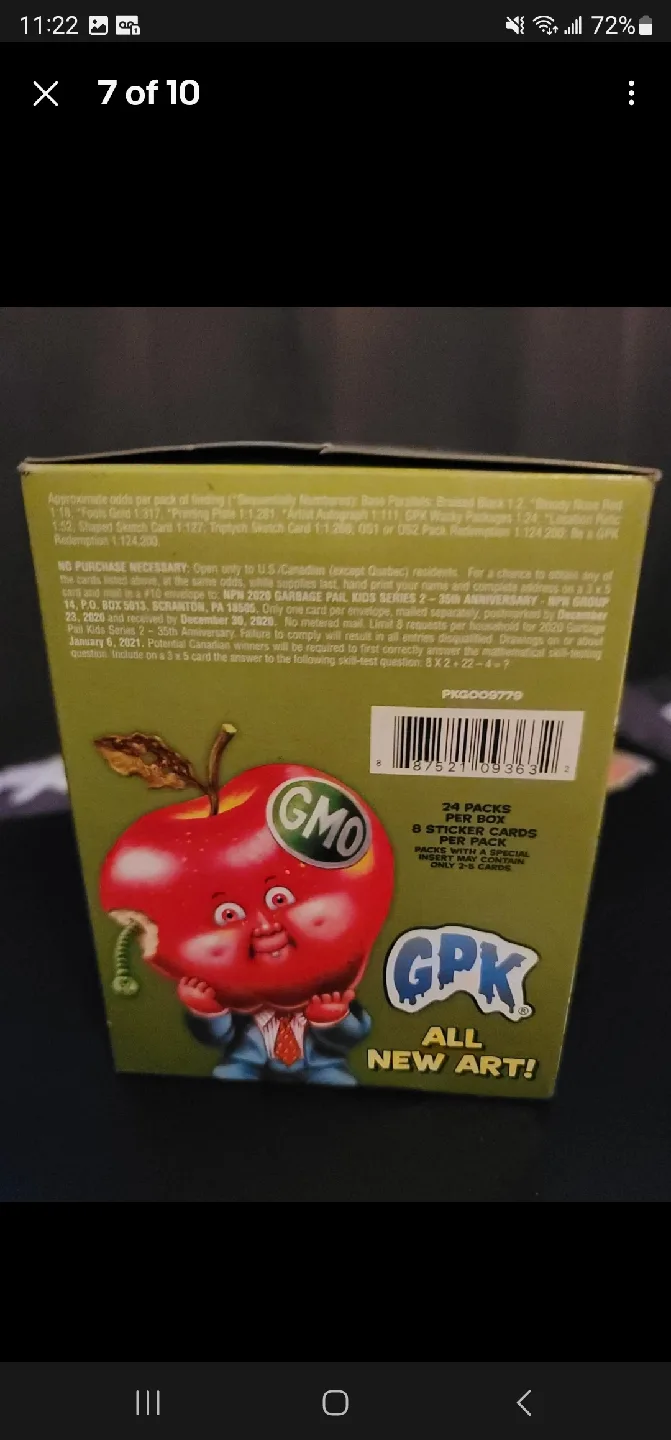 11:22
72%
7 of 10
Approximate odds per pack of finding (*Sequentially Numbered): Base Parallels: Bruised Black 1:2, *Bloody Nose Red
1:18, *Fools Gold 1:317, *Printing Plate 1:1,261, *Artist Autograph 1:111, GPK Wacky Packages 1:24, *Location Relic
1:52, Shaped Sketch Card 1:127, Triptych Sketch Card 1:1,268, OS1 or OS2 Pack Redemption 1:124,200, Be a GPK
Redemption 1:124,200.
NO PURCHASE NECESSARY: Open only to U.S./Canadian (except Quebec) residents. For a chance to obtain any of
the cards listed above, at the same odds, while supplies last, hand print your name and complete address on a 3 x 5
card and mail in a #10 envelope to: NPN 2020 GARBAGE PAIL KIDS SERIES 2 – 35th ANNIVERSARY - NPN GROUP
14, P.O. BOX 5013, SCRANTON, PA 18505. Only one card per envelope, mailed separately, postmarked by December
23, 2020 and received by December 30, 2020. No metered mail. Limit 8 requests per household for 2020 Garbage
Pail Kids Series 2 – 35th Anniversary. Failure to comply will result in all entries disqualified. Drawings on or about
January 6, 2021. Potential Canadian winners will be required to first correctly answer the mathematical skill-testing
question. Include on a 3 x 5 card the answer to the following skill-test question: 8 X 2 + 22 – 4 = ?
PKG009779
8 87521 09363 2
GMO
24 PACKS
PER BOX
8 STICKER CARDS
PER PACK
PACKS WITH A SPECIAL
INSERT MAY CONTAIN
ONLY 2-5 CARDS.
GPK®
ALL
NEW ART!